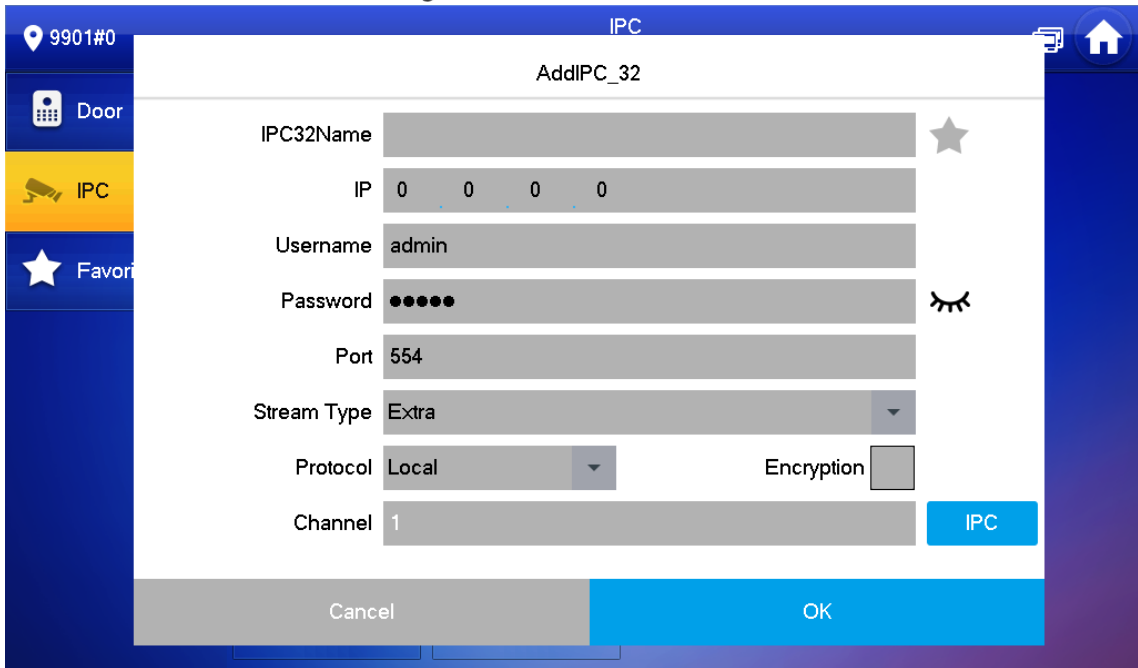 9901#0
IPC
AddIPC_32
Door
IPC32Name
IPC
IP 0 . 0 . 0 . 0
Username admin
Favori
Password ●●●●●
Port 554
Stream Type Extra
Protocol Local Encryption
Channel 1 IPC
Cancel OK